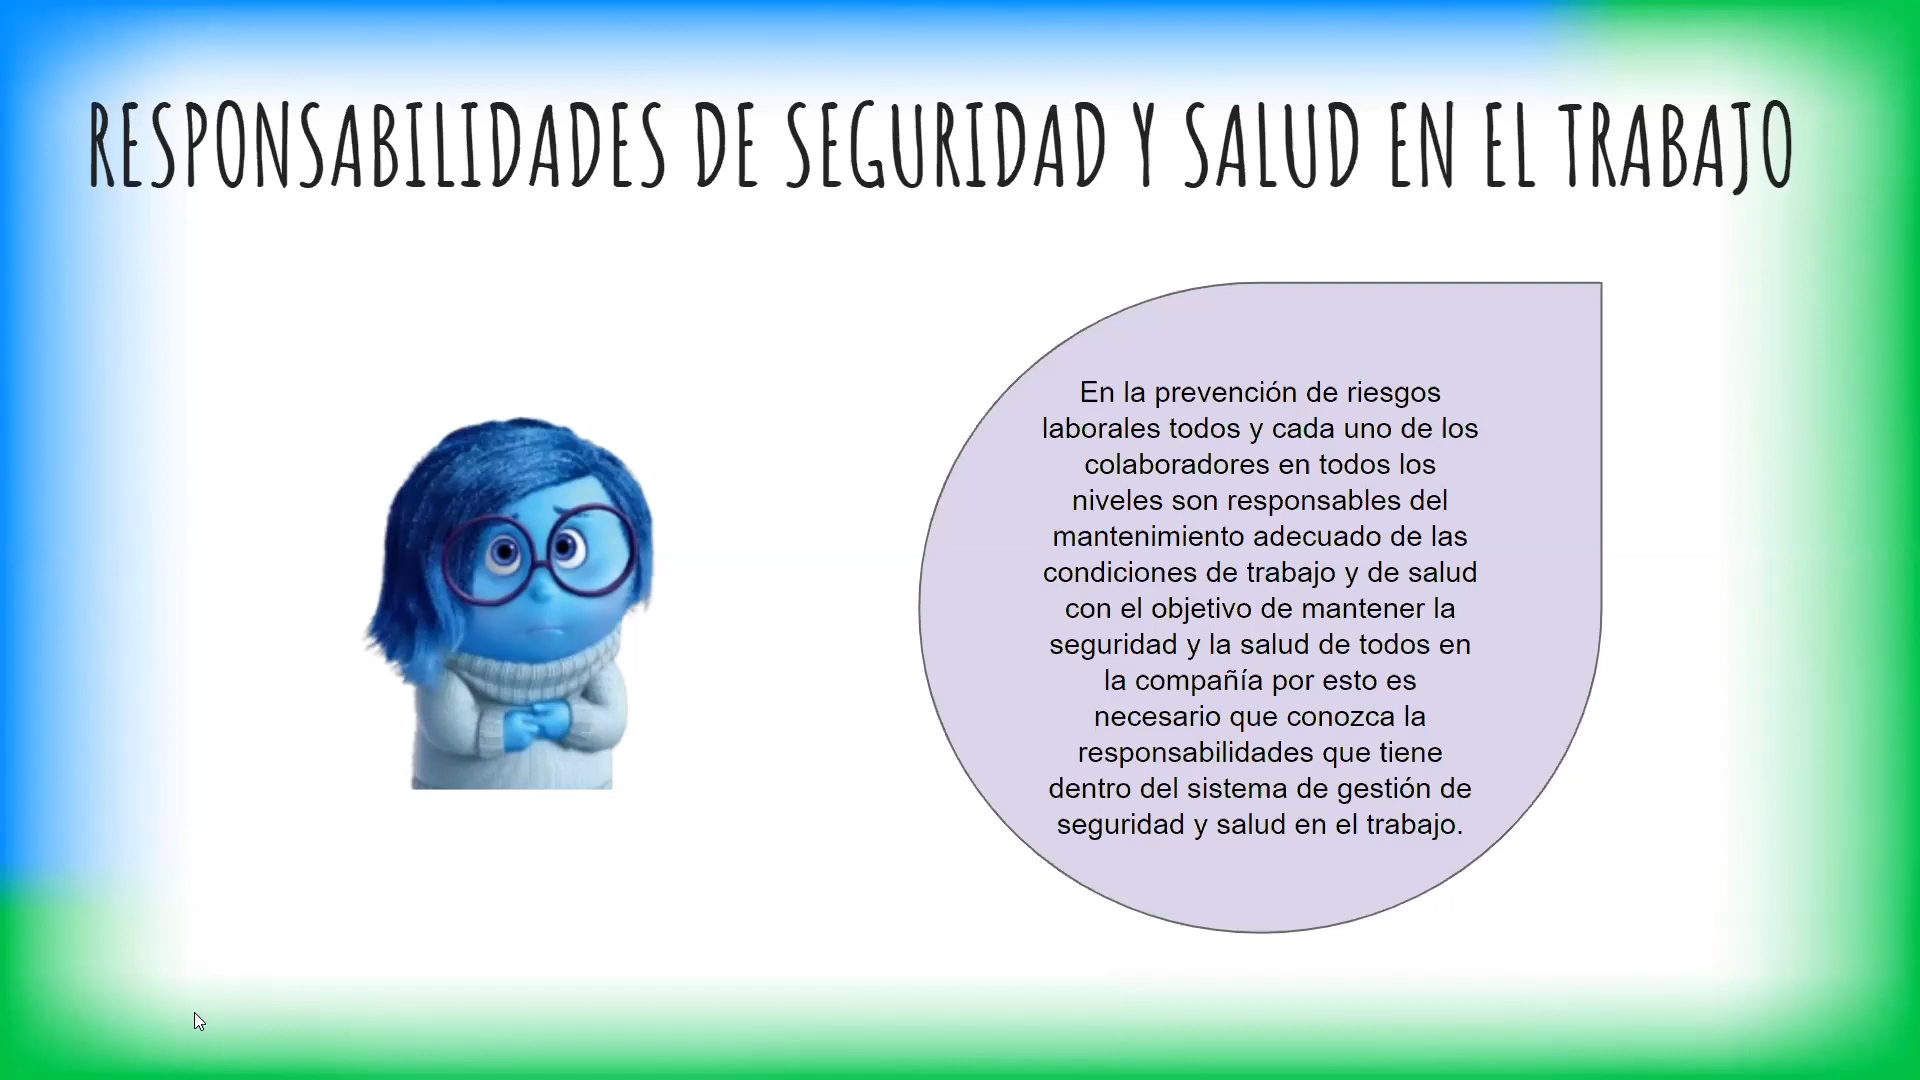 RESPONSABILIDADES DE SEGURIDAD Y SALUD EN EL TRABAJO
En la prevención de riesgos
laborales todos y cada uno de los
colaboradores en todos los
niveles son responsables del
mantenimiento adecuado de las
condiciones de trabajo y de salud
con el objetivo de mantener la
seguridad y la salud de todos en
la compañía por esto es
necesario que conozca la
responsabilidades que tiene
dentro del sistema de gestión de
seguridad y salud en el trabajo.